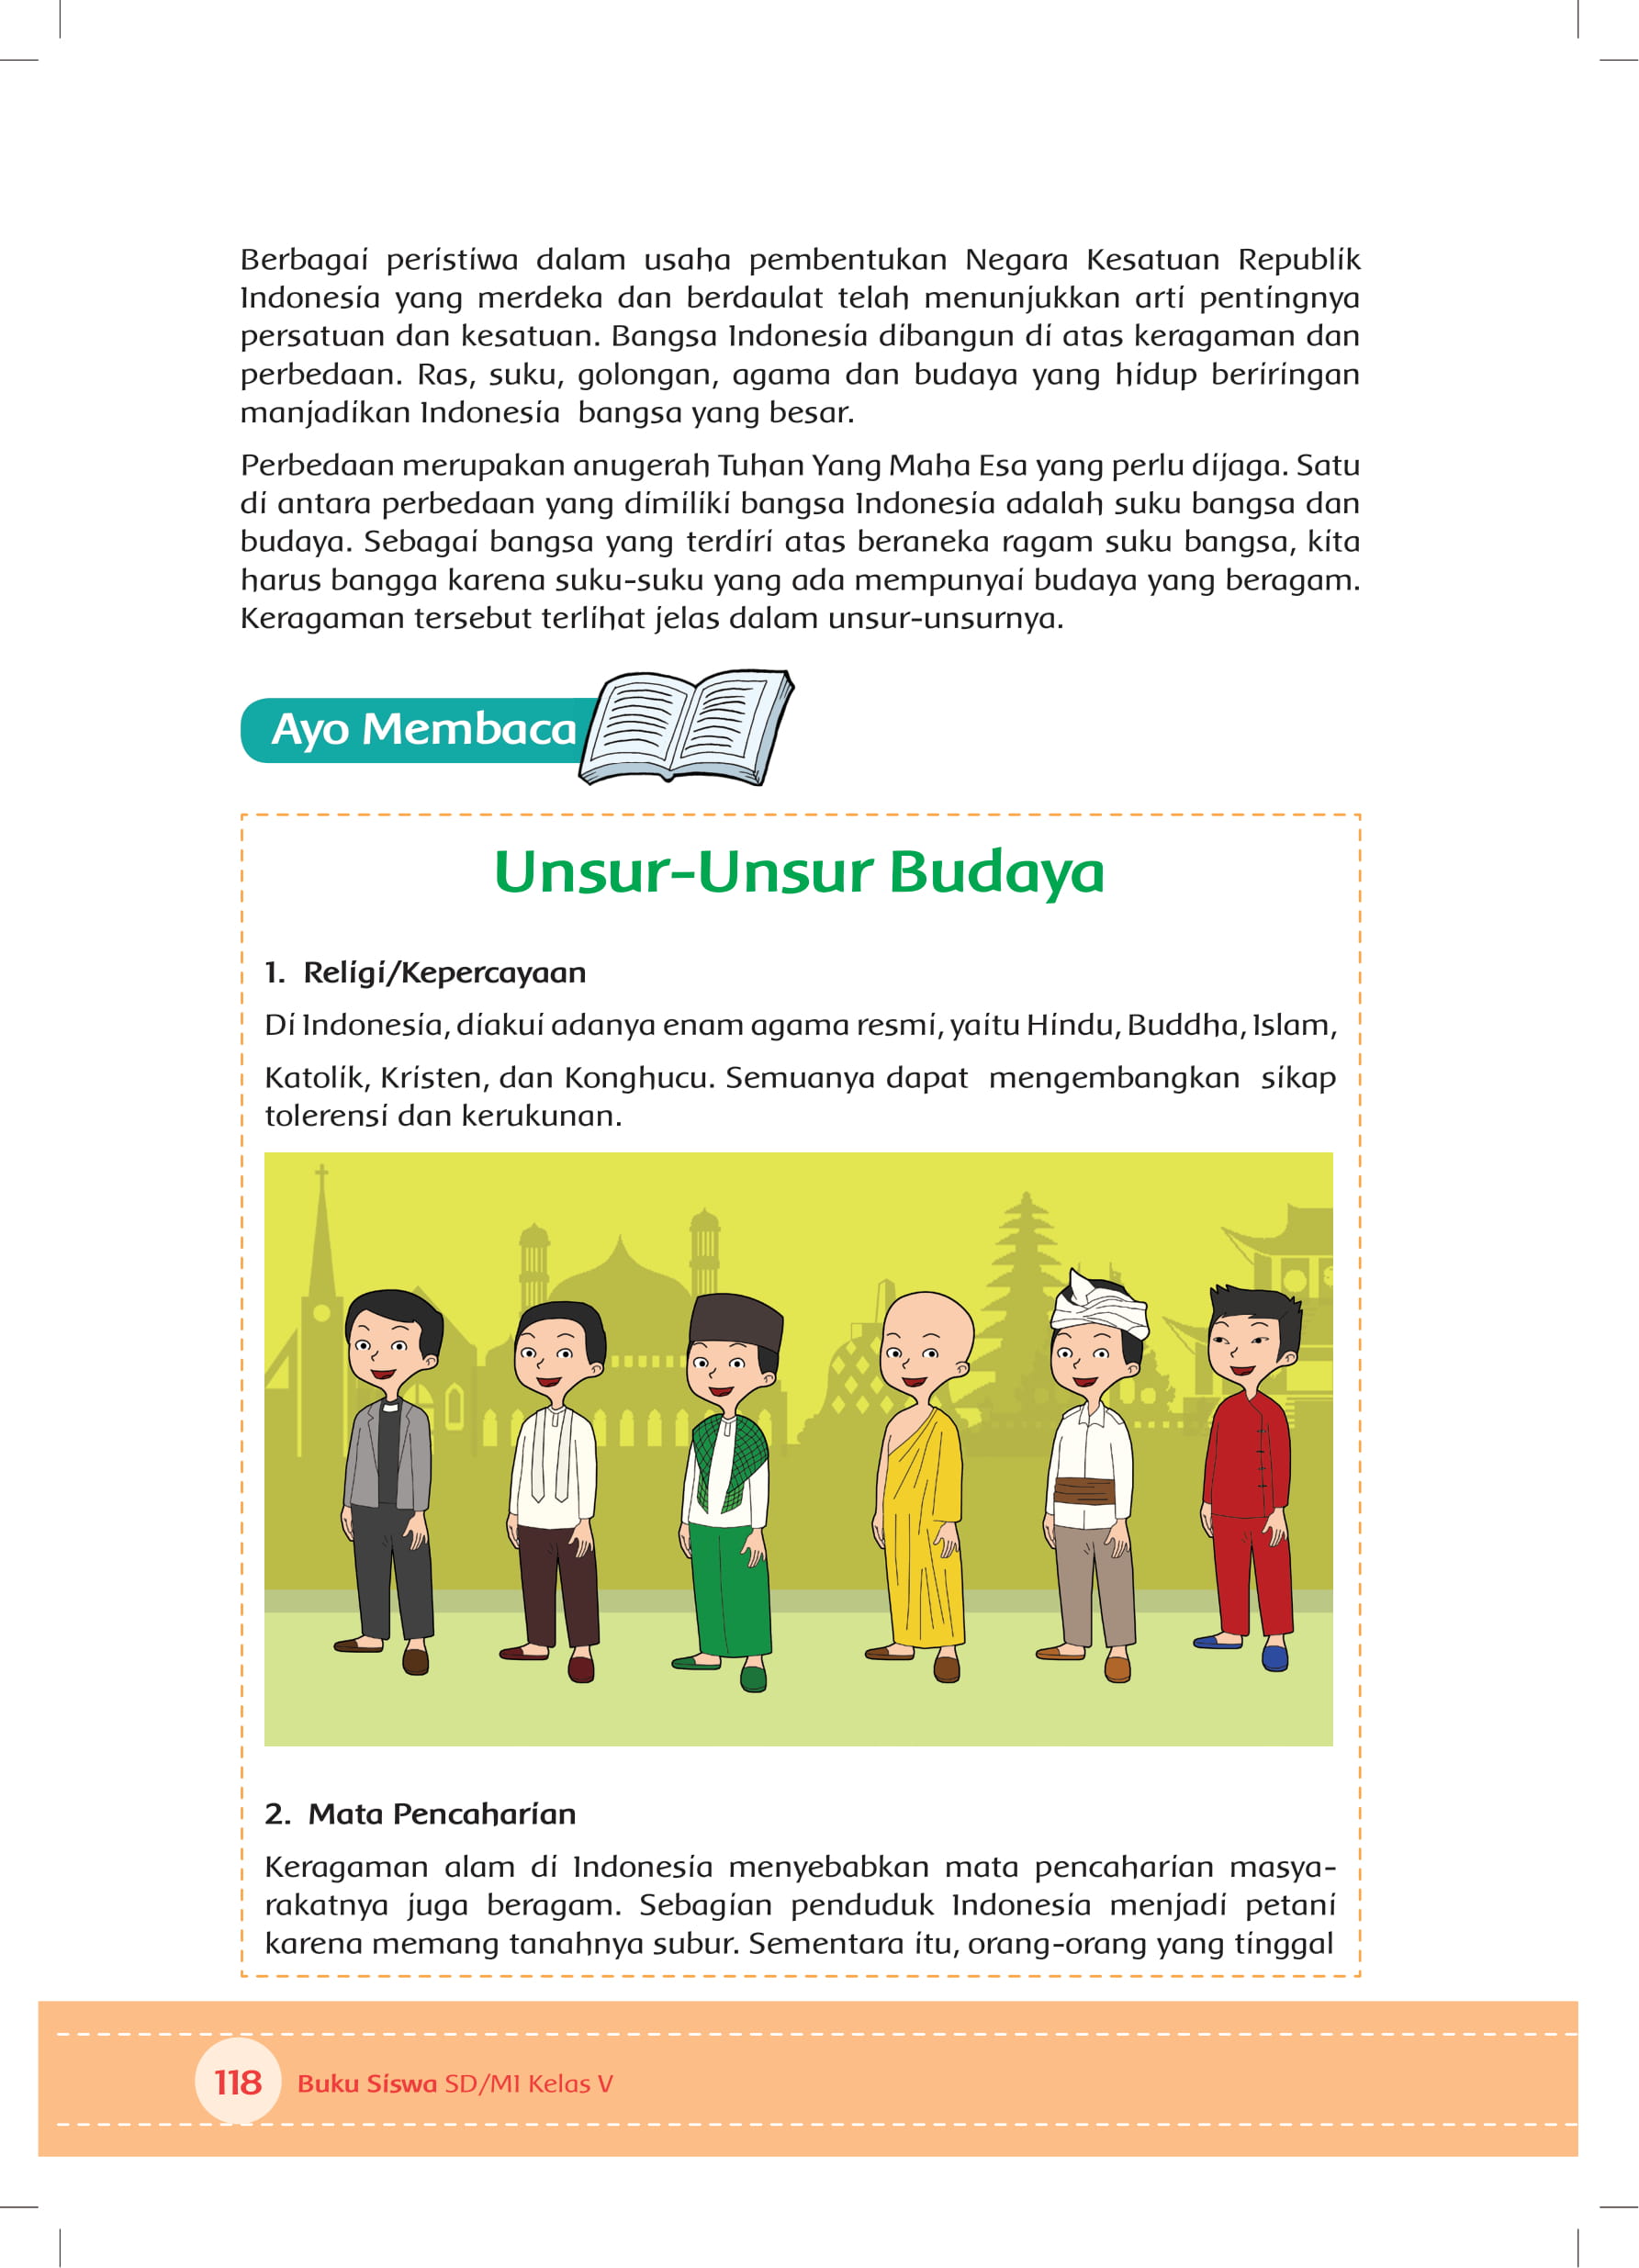 Berbagai peristiwa dalam usaha pembentukan Negara Kesatuan Republik
Indonesia yang merdeka dan berdaulat telah menunjukkan arti pentingnya
persatuan dan kesatuan. Bangsa Indonesia dibangun di atas keragaman dan
perbedaan. Ras, suku, golongan, agama dan budaya yang hidup beriringan
manjadikan Indonesia bangsa yang besar.
Perbedaan merupakan anugerah Tuhan Yang Maha Esa yang perlu dijaga. Satu
di antara perbedaan yang dimiliki bangsa Indonesia adalah suku bangsa dan
budaya. Sebagai bangsa yang terdiri atas beraneka ragam suku bangsa, kita
harus bangga karena suku-suku yang ada mempunyai budaya yang beragam.
Keragaman tersebut terlihat jelas dalam unsur-unsurnya.
Ayo Membaca
Unsur-Unsur Budaya
1. Religi/Kepercayaan
Di Indonesia, diakui adanya enam agama resmi, yaitu Hindu, Buddha, Islam,
Katolik, Kristen, dan Konghucu. Semuanya dapat mengembangkan sikap
tolerensi dan kerukunan.
2. Mata Pencaharian
Keragaman alam di Indonesia menyebabkan mata pencaharian masya-
rakatnya juga beragam. Sebagian penduduk Indonesia menjadi petani
karena memang tanahnya subur. Sementara itu, orang-orang yang tinggal
118 Buku Siswa SD/MI Kelas V